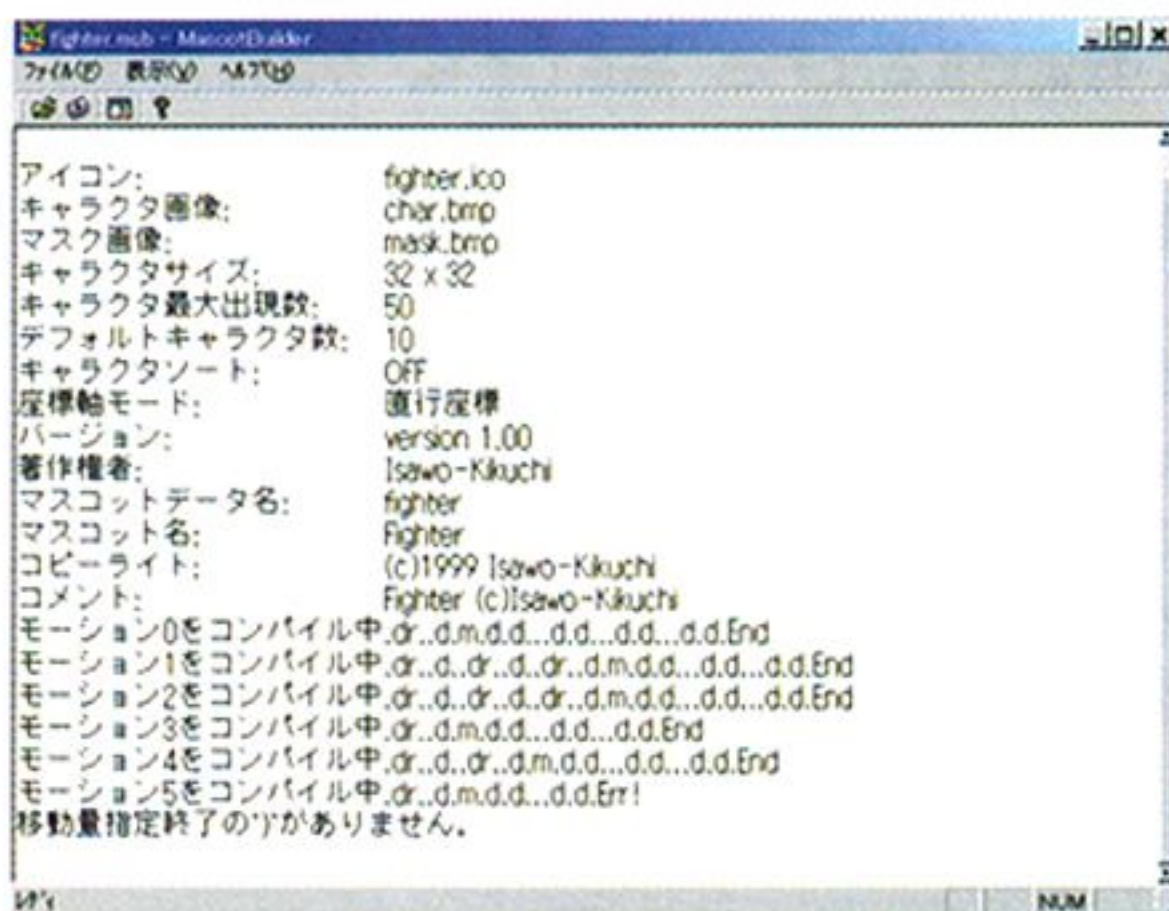 fighter.mcb - MascotBuilder
ファイル(F) 表示(V) ヘルプ(H)
アイコン: fighter.ico
キャラクタ画像: char.bmp
マスク画像: mask.bmp
キャラクタサイズ: 32 x 32
キャラクタ最大出現数: 50
デフォルトキャラクタ数: 10
キャラクタソート: OFF
座標軸モード: 直行座標
バージョン: version 1.00
著作権者: Isawo-Kikuchi
マスコットデータ名: fighter
マスコット名: Fighter
コピーライト: (c)1999 Isawo-Kikuchi
コメント: Fighter (c)Isawo-Kikuchi
モーション0をコンパイル中.dr..d.m.d.d...d.d...d.d...d.d.End
モーション1をコンパイル中.dr..d..dr..d..dr..d.m.d.d...d.d...d.d.End
モーション2をコンパイル中.dr..d..dr..d..dr..d.m.d.d...d.d...d.d.End
モーション3をコンパイル中.dr..d.m.d.d...d.d...d.d.End
モーション4をコンパイル中.dr..d..dr..d.m.d.d...d.d...d.d.End
モーション5をコンパイル中.dr..d.m.d.d...d.d.Err!
移動量指定終了の')'がありません。
レディ
NUM